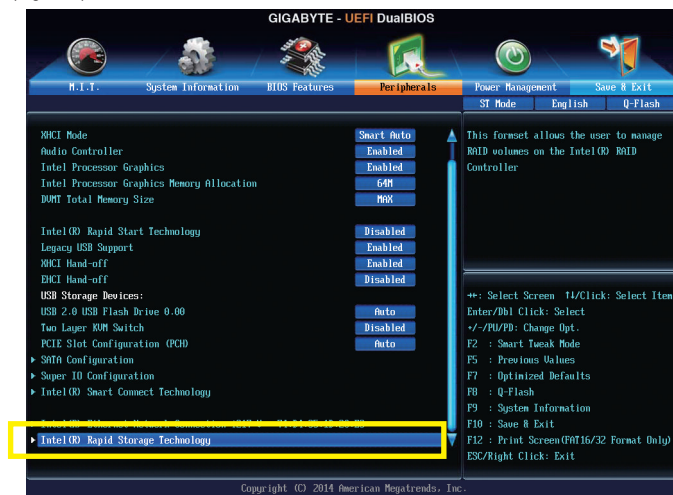 GIGABYTE - UEFI DualBIOS
M.I.T. System Information BIOS Features Peripherals Power Management Save & Exit
ST Mode English Q-Flash
XHCI Mode Smart Auto
Audio Controller Enabled
Intel Processor Graphics Enabled
Intel Processor Graphics Memory Allocation 64M
DVMT Total Memory Size MAX
Intel(R) Rapid Start Technology Disabled
Legacy USB Support Enabled
XHCI Hand-off Enabled
EHCI Hand-off Disabled
USB Storage Devices:
USB 2.0 USB Flash Drive 0.00 Auto
Two Layer KVM Switch Disabled
PCIE Slot Configuration (PCH) Auto
SATA Configuration
Super IO Configuration
Intel(R) Smart Connect Technology
Intel(R) Ethernet Network Connection
Intel(R) Rapid Storage Technology
This formset allows the user to manage
RAID volumes on the Intel(R) RAID
Controller
: Select Screen ↑↓/Click: Select Item
Enter/Dbl Click: Select
+/-/PU/PD: Change Opt.
F2 : Smart Tweak Mode
F5 : Previous Values
F7 : Optimized Defaults
F8 : Q-Flash
F9 : System Information
F10 : Save & Exit
F12 : Print Screen(FAT16/32 Format Only)
ESC/Right Click: Exit
Copyright (C) 2014 American Megatrends, Inc.